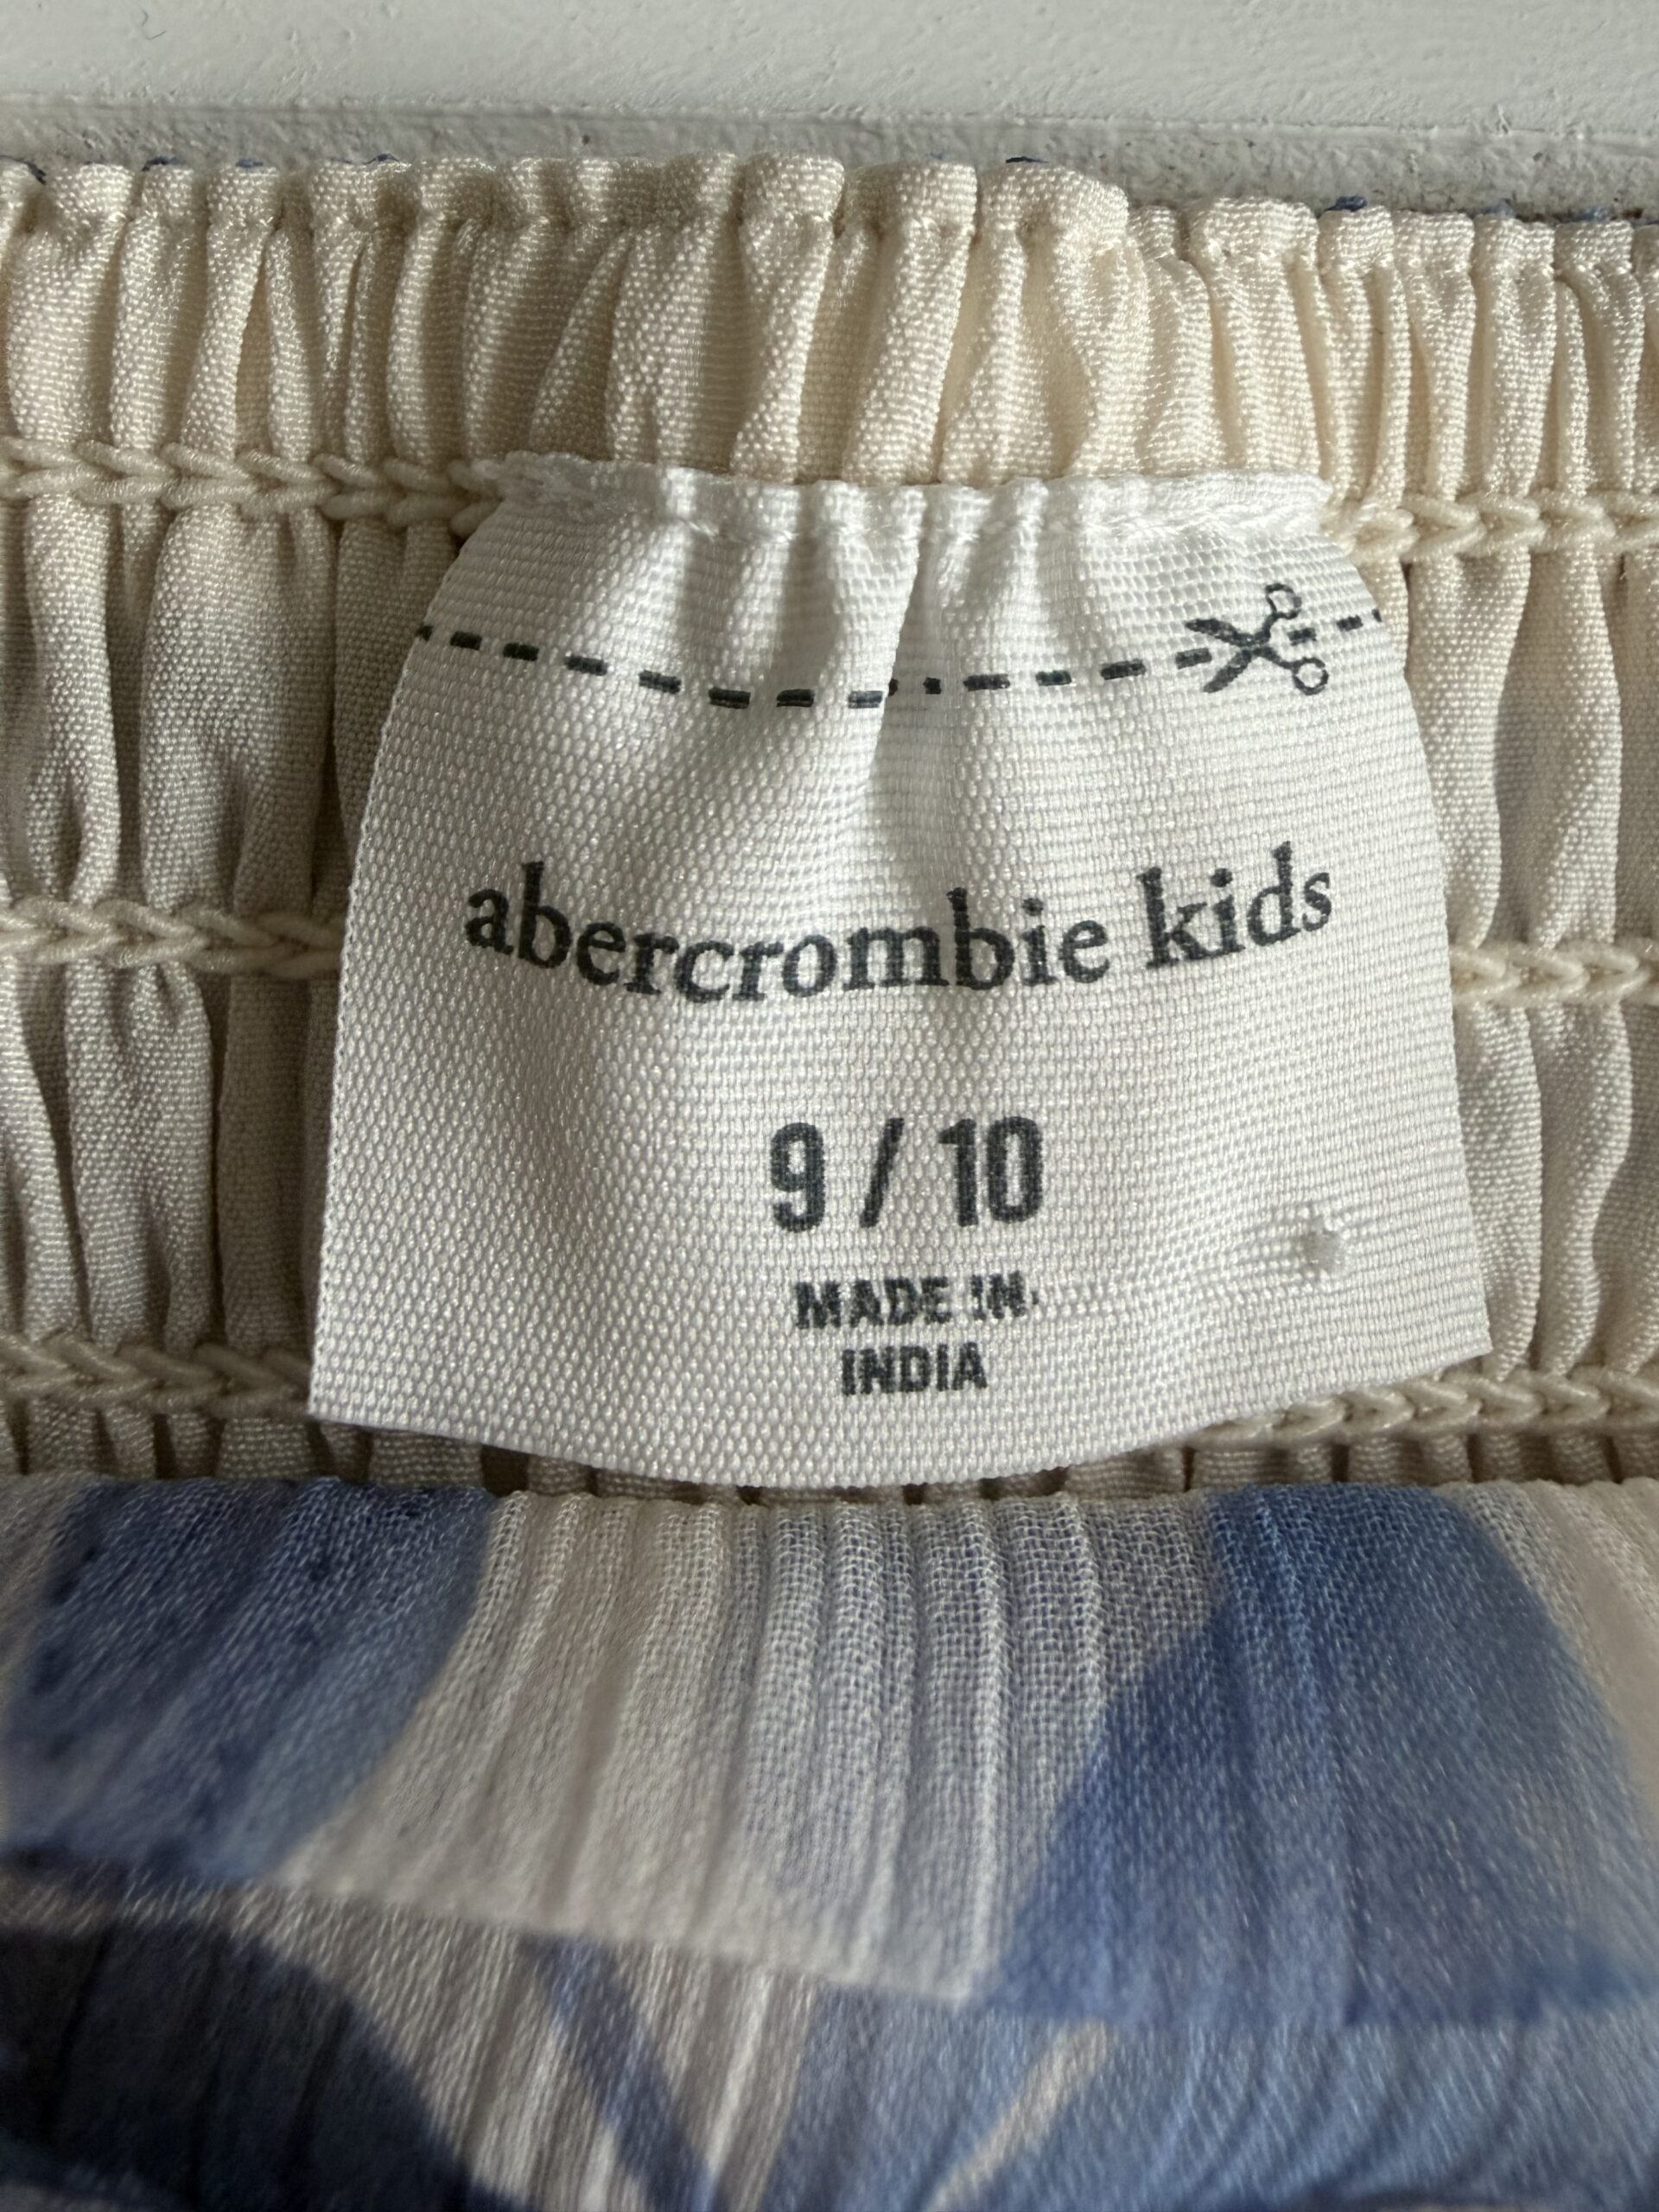 abercrombie kids
9 / 10
MADE IN
INDIA